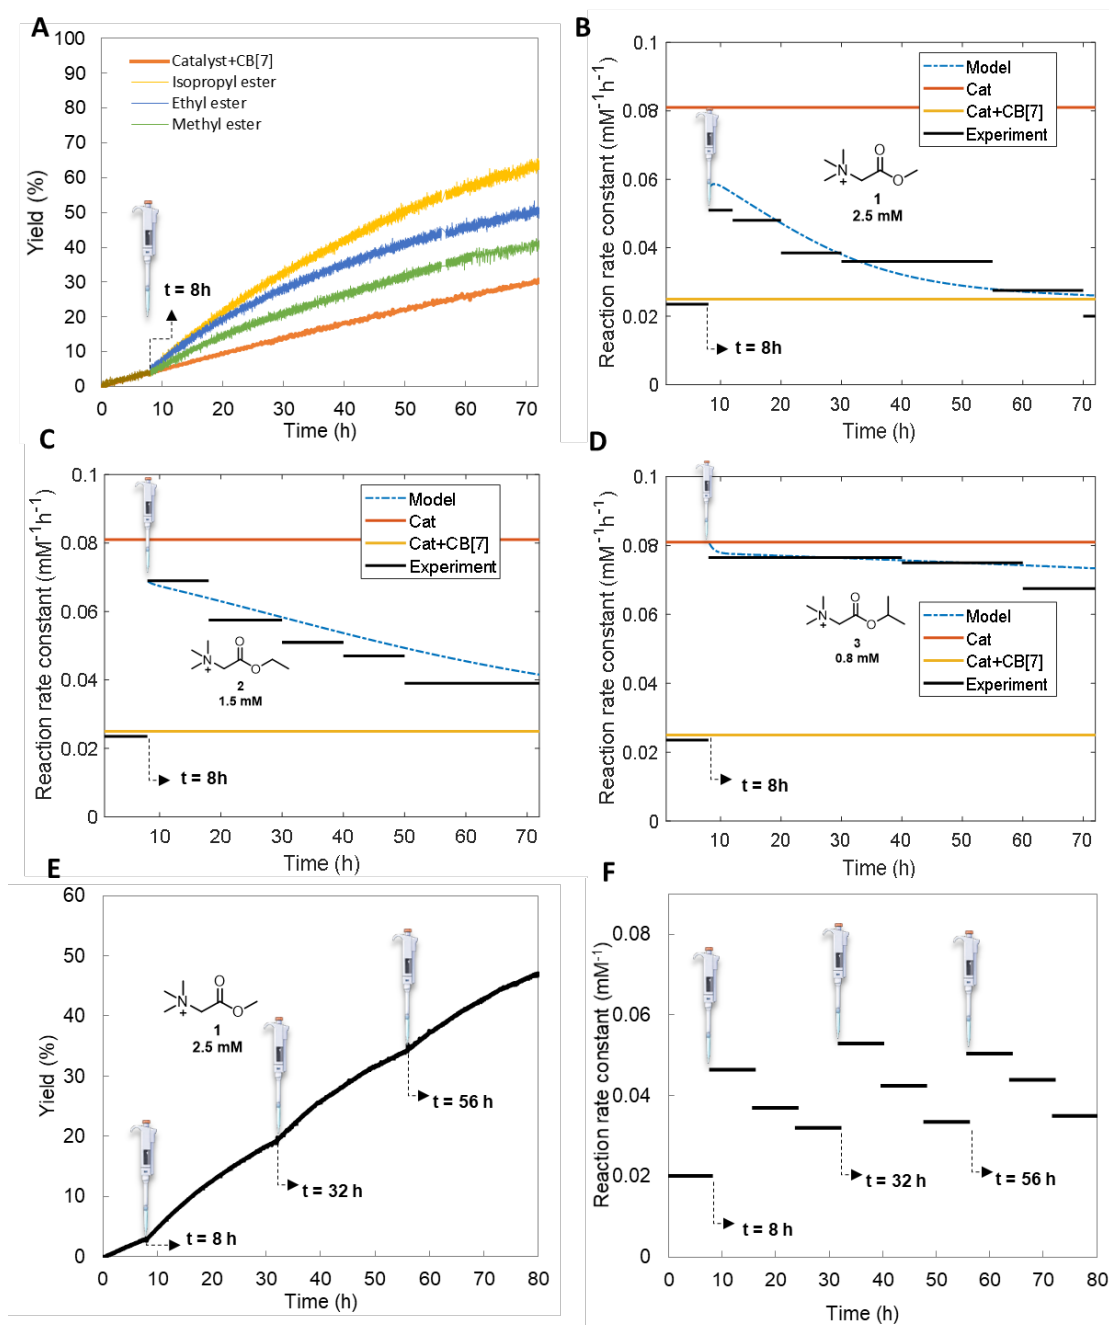 A
Yield (%)
100
90
80
70
60
50
40
30
20
10
0
Catalyst+CB[7]
Isopropyl ester
Ethyl ester
Methyl ester
t = 8h
0 10 20 30 40 50 60 70
Time (h)
B
Reaction rate constant (mM⁻¹h⁻¹)
0.1
0.08
0.06
0.04
0.02
0
Model
Cat
Cat+CB[7]
Experiment
N
+
O
O
1
2.5 mM
t = 8h
10 20 30 40 50 60 70
Time (h)
C
Reaction rate constant (mM⁻¹h⁻¹)
0.1
0.08
0.06
0.04
0.02
0
Model
Cat
Cat+CB[7]
Experiment
N
+
O
O
2
1.5 mM
t = 8h
10 20 30 40 50 60 70
Time (h)
D
Reaction rate constant (mM⁻¹h⁻¹)
0.1
0.08
0.06
0.04
0.02
0
N
+
O
O
3
0.8 mM
Model
Cat
Cat+CB[7]
Experiment
t = 8h
10 20 30 40 50 60 70
Time (h)
E
Yield (%)
60
50
40
30
20
10
0
N
+
O
O
1
2.5 mM
t = 56 h
t = 32 h
t = 8 h
0 10 20 30 40 50 60 70 80
Time (h)
F
Reaction rate constant (mM⁻¹)
0.08
0.06
0.04
0.02
0
t = 32 h
t = 56 h
t = 8 h
0 10 20 30 40 50 60 70 80
Time (h)